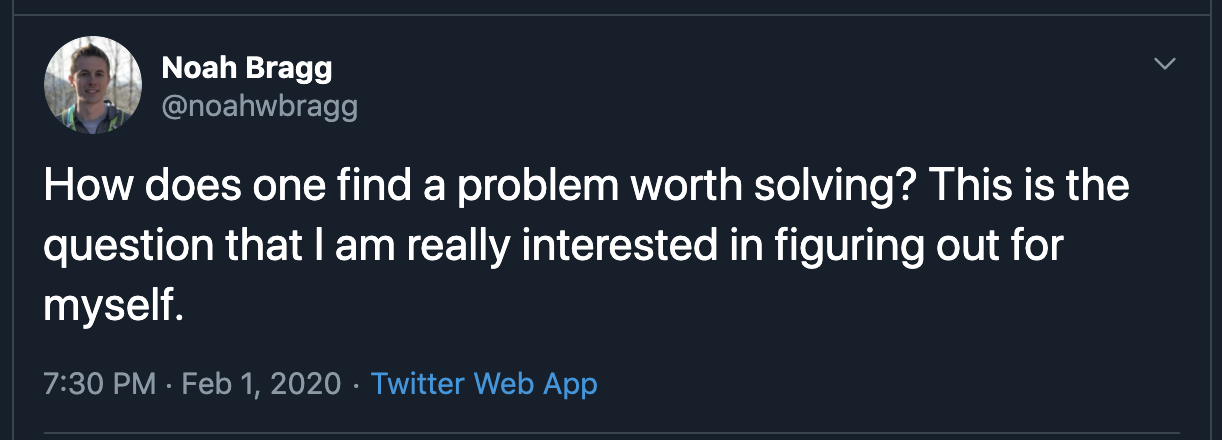 Noah Bragg
@noahwbragg
How does one find a problem worth solving? This is the
question that I am really interested in figuring out for
myself.
7:30 PM · Feb 1, 2020 · Twitter Web App